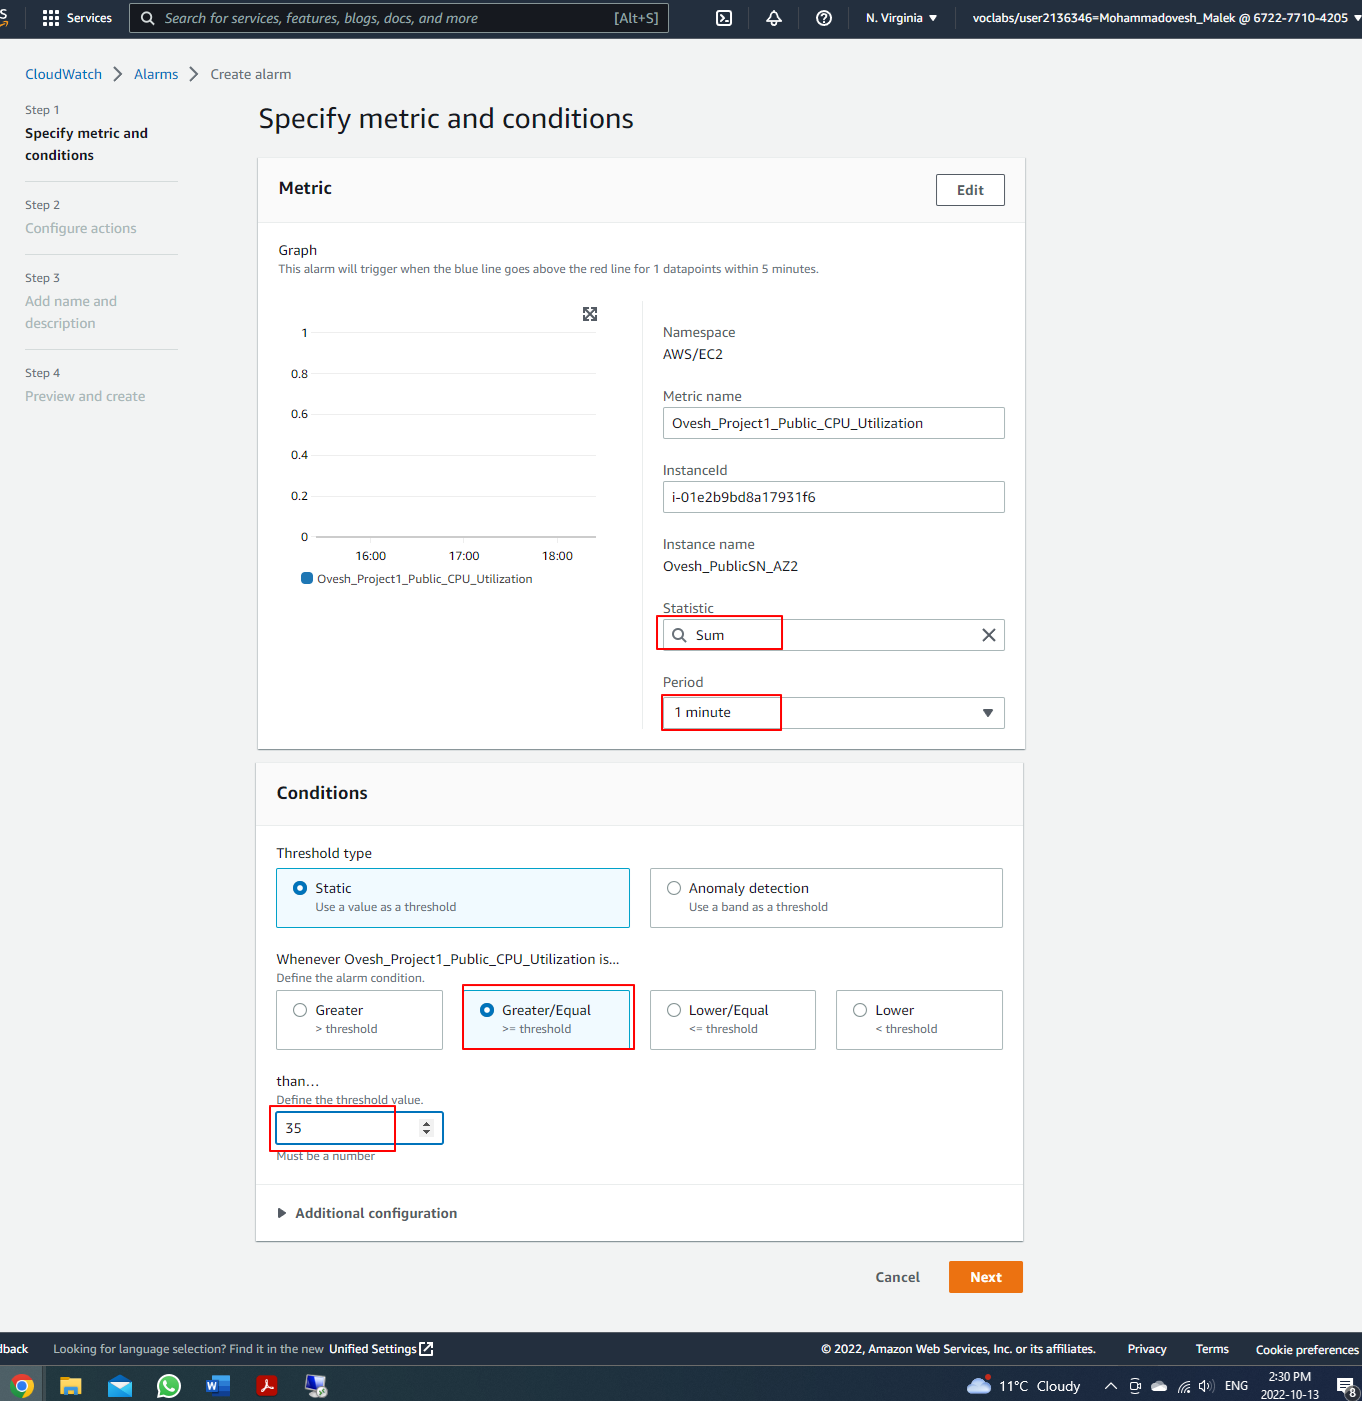 Services
Search for services, features, blogs, docs, and more
[Alt+S]
N. Virginia
voclabs/user2136346=Mohammadovesh_Malek @ 6722-7710-4205
CloudWatch
Alarms
Create alarm
Step 1
Specify metric and
conditions
Step 2
Configure actions
Step 3
Add name and
description
Step 4
Preview and create
Specify metric and conditions
Metric
Edit
Graph
This alarm will trigger when the blue line goes above the red line for 1 datapoints within 5 minutes.
1
0.8
0.6
0.4
0.2
0
16:00
17:00
18:00
Ovesh_Project1_Public_CPU_Utilization
Namespace
AWS/EC2
Metric name
Ovesh_Project1_Public_CPU_Utilization
InstanceId
i-01e2b9bd8a17931f6
Instance name
Ovesh_PublicSN_AZ2
Statistic
Sum
Period
1 minute
Conditions
Threshold type
Static
Use a value as a threshold
Anomaly detection
Use a band as a threshold
Whenever Ovesh_Project1_Public_CPU_Utilization is...
Define the alarm condition.
Greater
> threshold
Greater/Equal
>= threshold
Lower/Equal
<= threshold
Lower
< threshold
than...
Define the threshold value.
35
Must be a number
Additional configuration
Cancel
Next
dback
Looking for language selection? Find it in the new Unified Settings
© 2022, Amazon Web Services, Inc. or its affiliates.
Privacy
Terms
Cookie preferences
11°C Cloudy
ENG
2:30 PM
2022-10-13
8